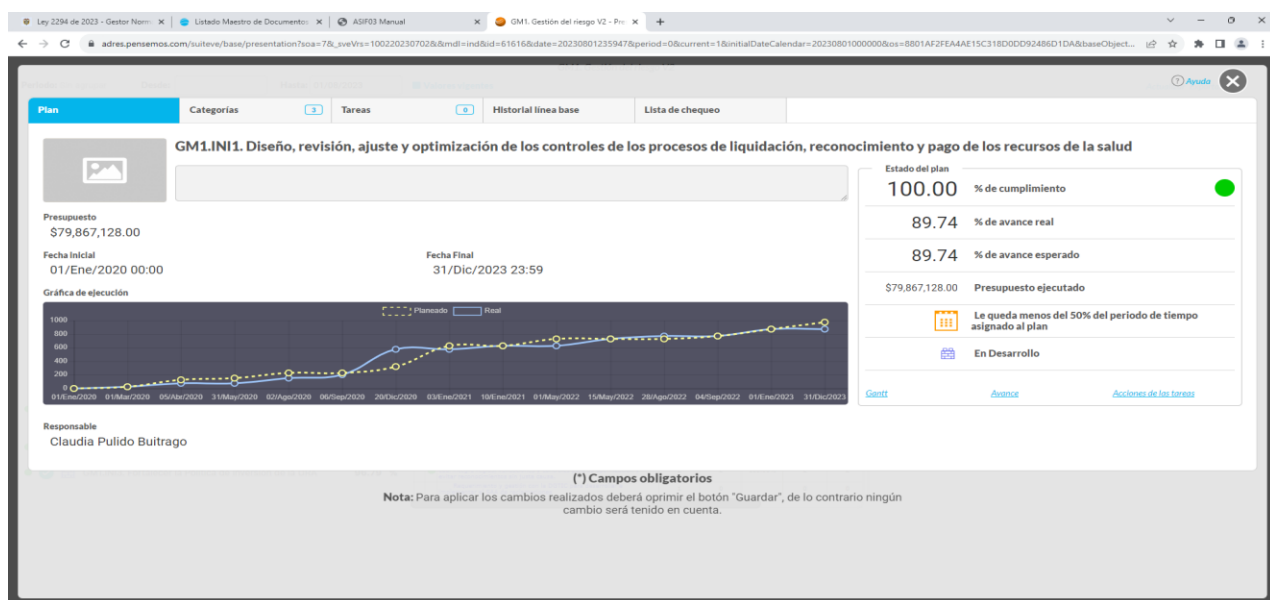 Ley 2294 de 2023 - Gestor Norm
Listado Maestro de Documentos
ASIF03 Manual
GM1. Gestión del riesgo V2 - Pre
adres.pensemos.com/suiteve/base/presentation?soa=7&_sveVrs=100220230702&&mdl=ind&id=61616&date=20230801235947&period=0&current=1&initialDateCalendar=20230801000000&os=8801AF2FEA4AE15C318D0DD92486D1DA&baseObject...
Ayuda
Plan
Categorías 3
Tareas 0
Historial línea base
Lista de chequeo
GM1.INI1. Diseño, revisión, ajuste y optimización de los controles de los procesos de liquidación, reconocimiento y pago de los recursos de la salud
Estado del plan
100.00 % de cumplimiento
89.74 % de avance real
89.74 % de avance esperado
$79,867,128.00 Presupuesto ejecutado
Le queda menos del 50% del periodo de tiempo
asignado al plan
En Desarrollo
Gantt
Avance
Acciones de las tareas
Presupuesto
$79,867,128.00
Fecha Inicial
01/Ene/2020 00:00
Fecha Final
31/Dic/2023 23:59
Gráfica de ejecución
Planeado Real
1000
800
600
400
200
0
01/Ene/2020 01/Mar/2020 05/Abr/2020 31/May/2020 02/Ago/2020 06/Sep/2020 20/Dic/2020 03/Ene/2021 10/Ene/2021 01/May/2022 15/May/2022 28/Ago/2022 04/Sep/2022 01/Ene/2023 31/Dic/2023
Responsable
Claudia Pulido Buitrago
(*) Campos obligatorios
Nota: Para aplicar los cambios realizados deberá oprimir el botón "Guardar", de lo contrario ningún
cambio será tenido en cuenta.